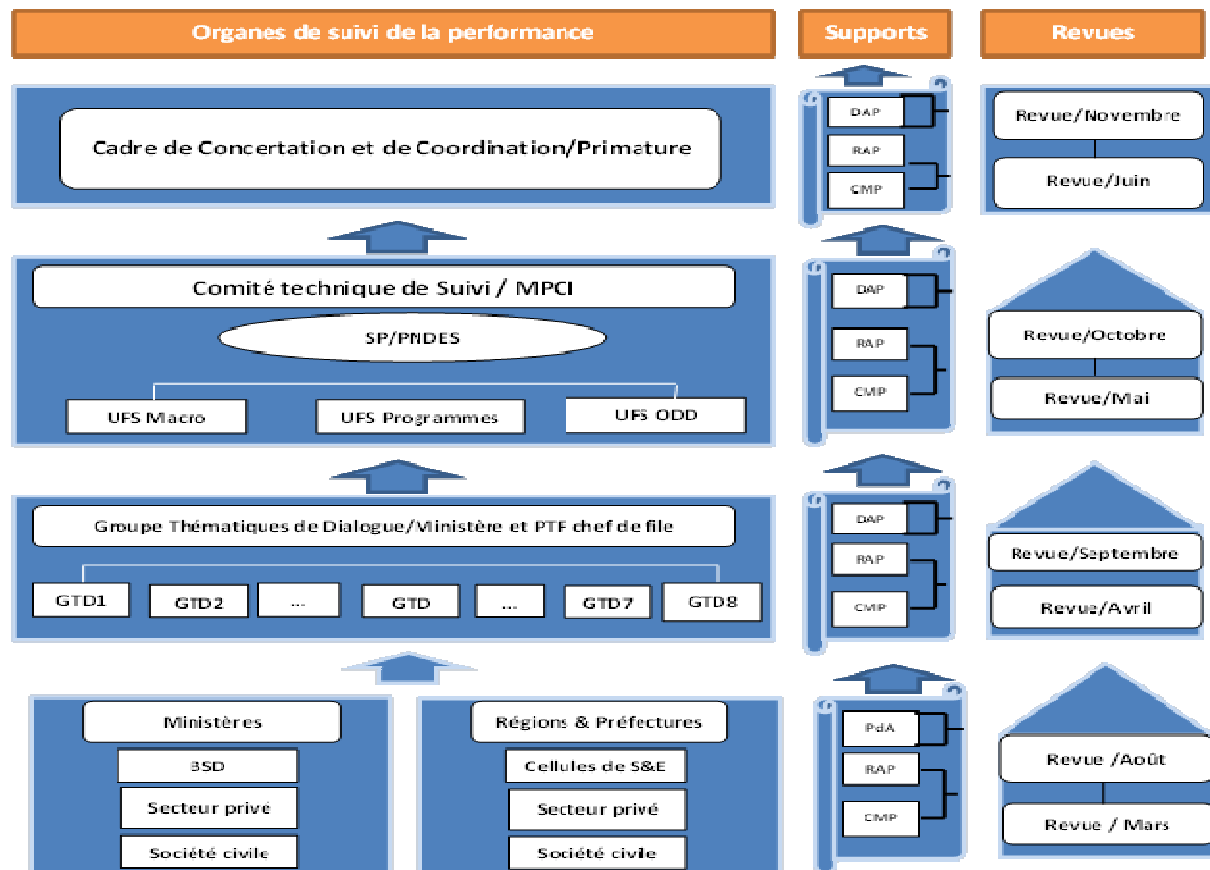 Organes de suivi de la performance
Supports
Revues
Cadre de Concertation et de Coordination/Primature
DAP
RAP
CMP
Revue/Novembre
Revue/Juin
Comité technique de Suivi / MPCI
SP/PNDES
UFS Macro
UFS Programmes
UFS ODD
DAP
RAP
CMP
Revue/Octobre
Revue/Mai
Groupe Thématiques de Dialogue/Ministère et PTF chef de file
GTD1
GTD2
...
GTD
...
GTD7
GTD8
DAP
RAP
CMP
Revue/Septembre
Revue/Avril
Ministères
BSD
Secteur privé
Société civile
Régions & Préfectures
Cellules de S&E
Secteur privé
Société civile
PdA
RAP
CMP
Revue /Août
Revue / Mars